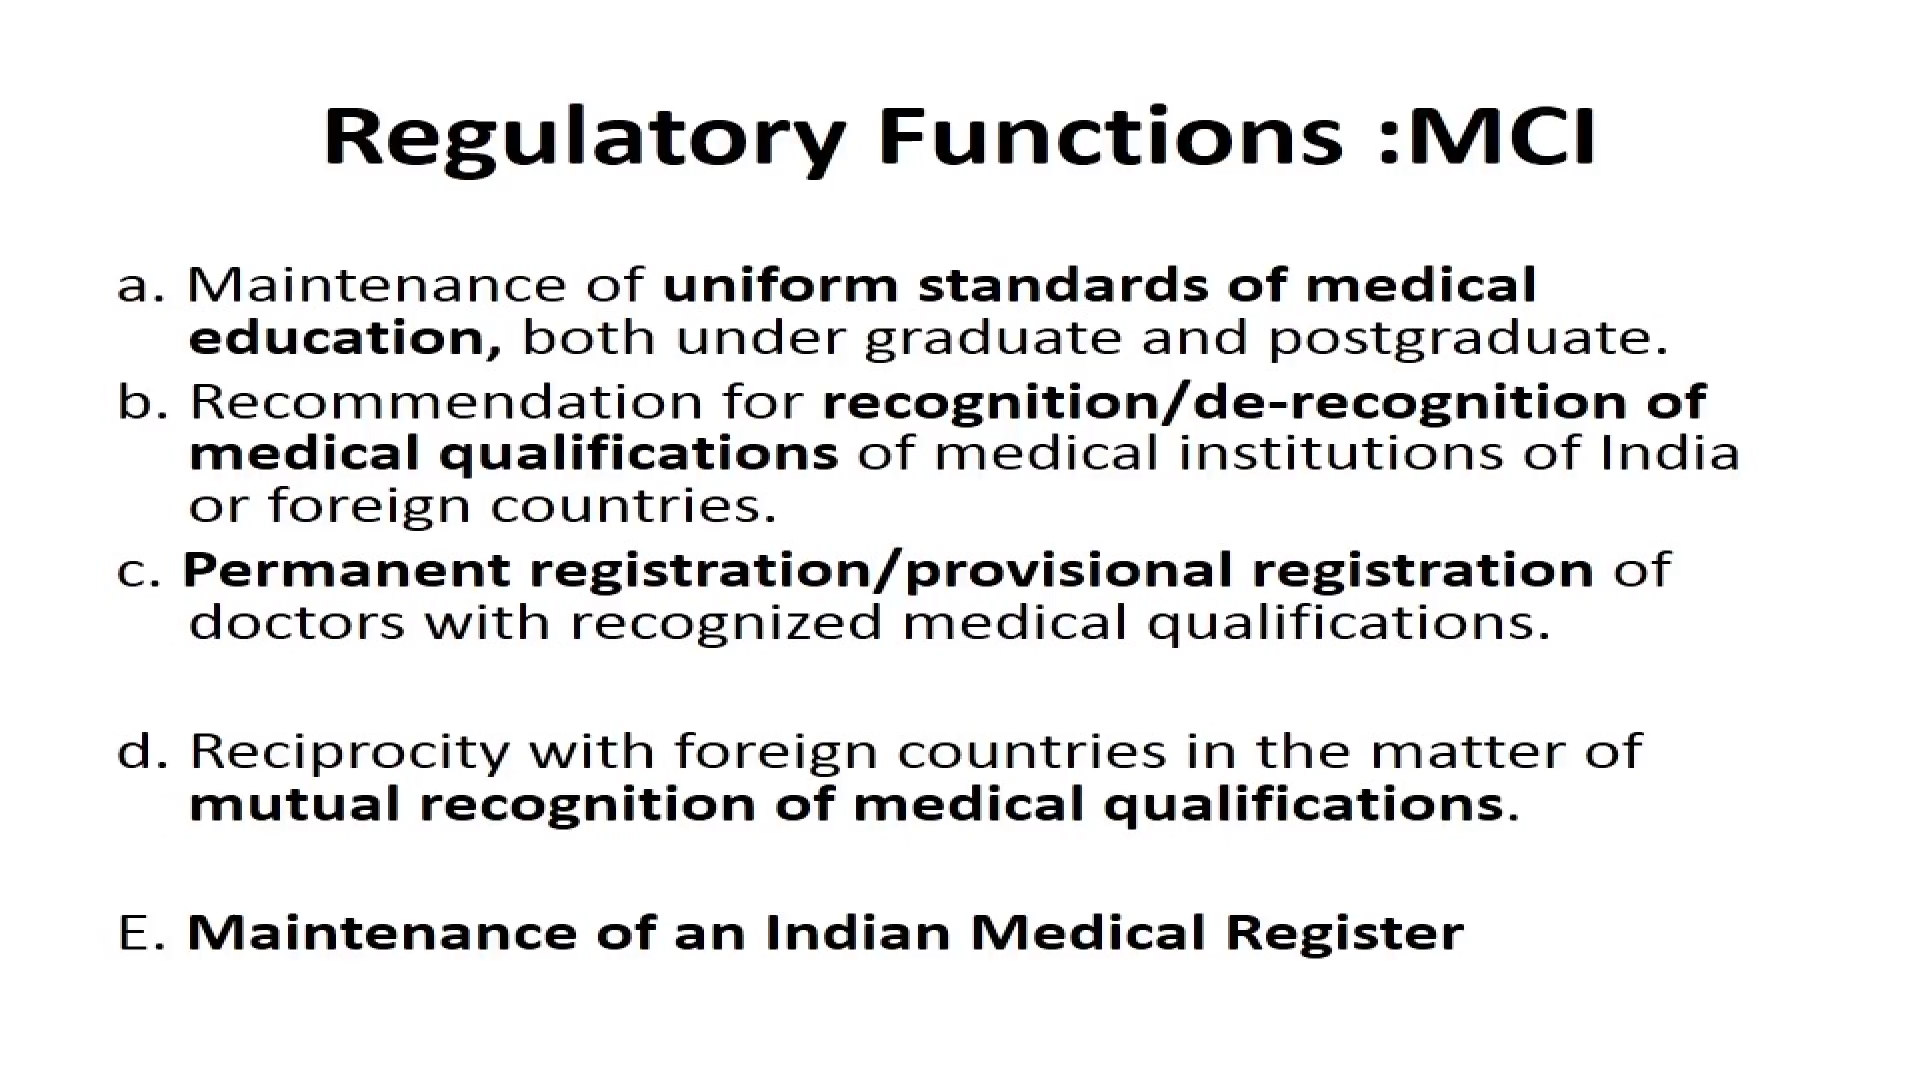 Regulatory Functions :MCI
a. Maintenance of uniform standards of medical
education, both under graduate and postgraduate.
b. Recommendation for recognition/de-recognition of
medical qualifications of medical institutions of India
or foreign countries.
c. Permanent registration/provisional registration of
doctors with recognized medical qualifications.
d. Reciprocity with foreign countries in the matter of
mutual recognition of medical qualifications.
E. Maintenance of an Indian Medical Register